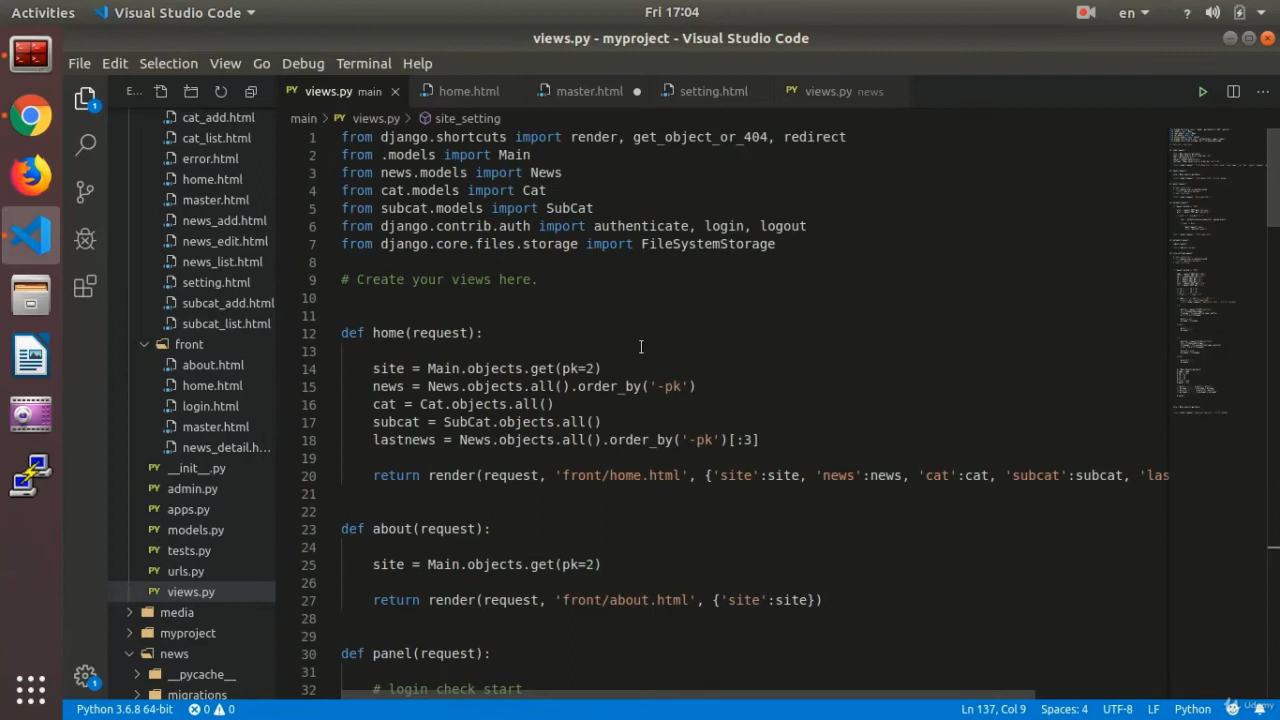 Activities
Visual Studio Code
Fri 17:04
en
views.py - myproject - Visual Studio Code
File Edit Selection View Go Debug Terminal Help
E...
views.py main
home.html
master.html
setting.html
views.py news
main
views.py
site_setting
cat_add.html
cat_list.html
error.html
home.html
master.html
news_add.html
news_edit.html
news_list.html
setting.html
subcat_add.html
subcat_list.html
front
about.html
home.html
login.html
master.html
news_detail.h...
__init__.py
admin.py
apps.py
models.py
tests.py
urls.py
views.py
media
myproject
news
__pycache__
migrations
1 from django.shortcuts import render, get_object_or_404, redirect
2 from .models import Main
3 from news.models import News
4 from cat.models import Cat
5 from subcat.models import SubCat
6 from django.contrib.auth import authenticate, login, logout
7 from django.core.files.storage import FileSystemStorage
8
9 # Create your views here.
10
11
12 def home(request):
13
14 site = Main.objects.get(pk=2)
15 news = News.objects.all().order_by('-pk')
16 cat = Cat.objects.all()
17 subcat = SubCat.objects.all()
18 lastnews = News.objects.all().order_by('-pk')[:3]
19
20 return render(request, 'front/home.html', {'site':site, 'news':news, 'cat':cat, 'subcat':subcat, 'las
21
22
23 def about(request):
24
25 site = Main.objects.get(pk=2)
26
27 return render(request, 'front/about.html', {'site':site})
28
29
30 def panel(request):
31
32 # login check start
Python 3.6.8 64-bit
0
0
Ln 137, Col 9
Spaces: 4
UTF-8
LF
Python
Udemy